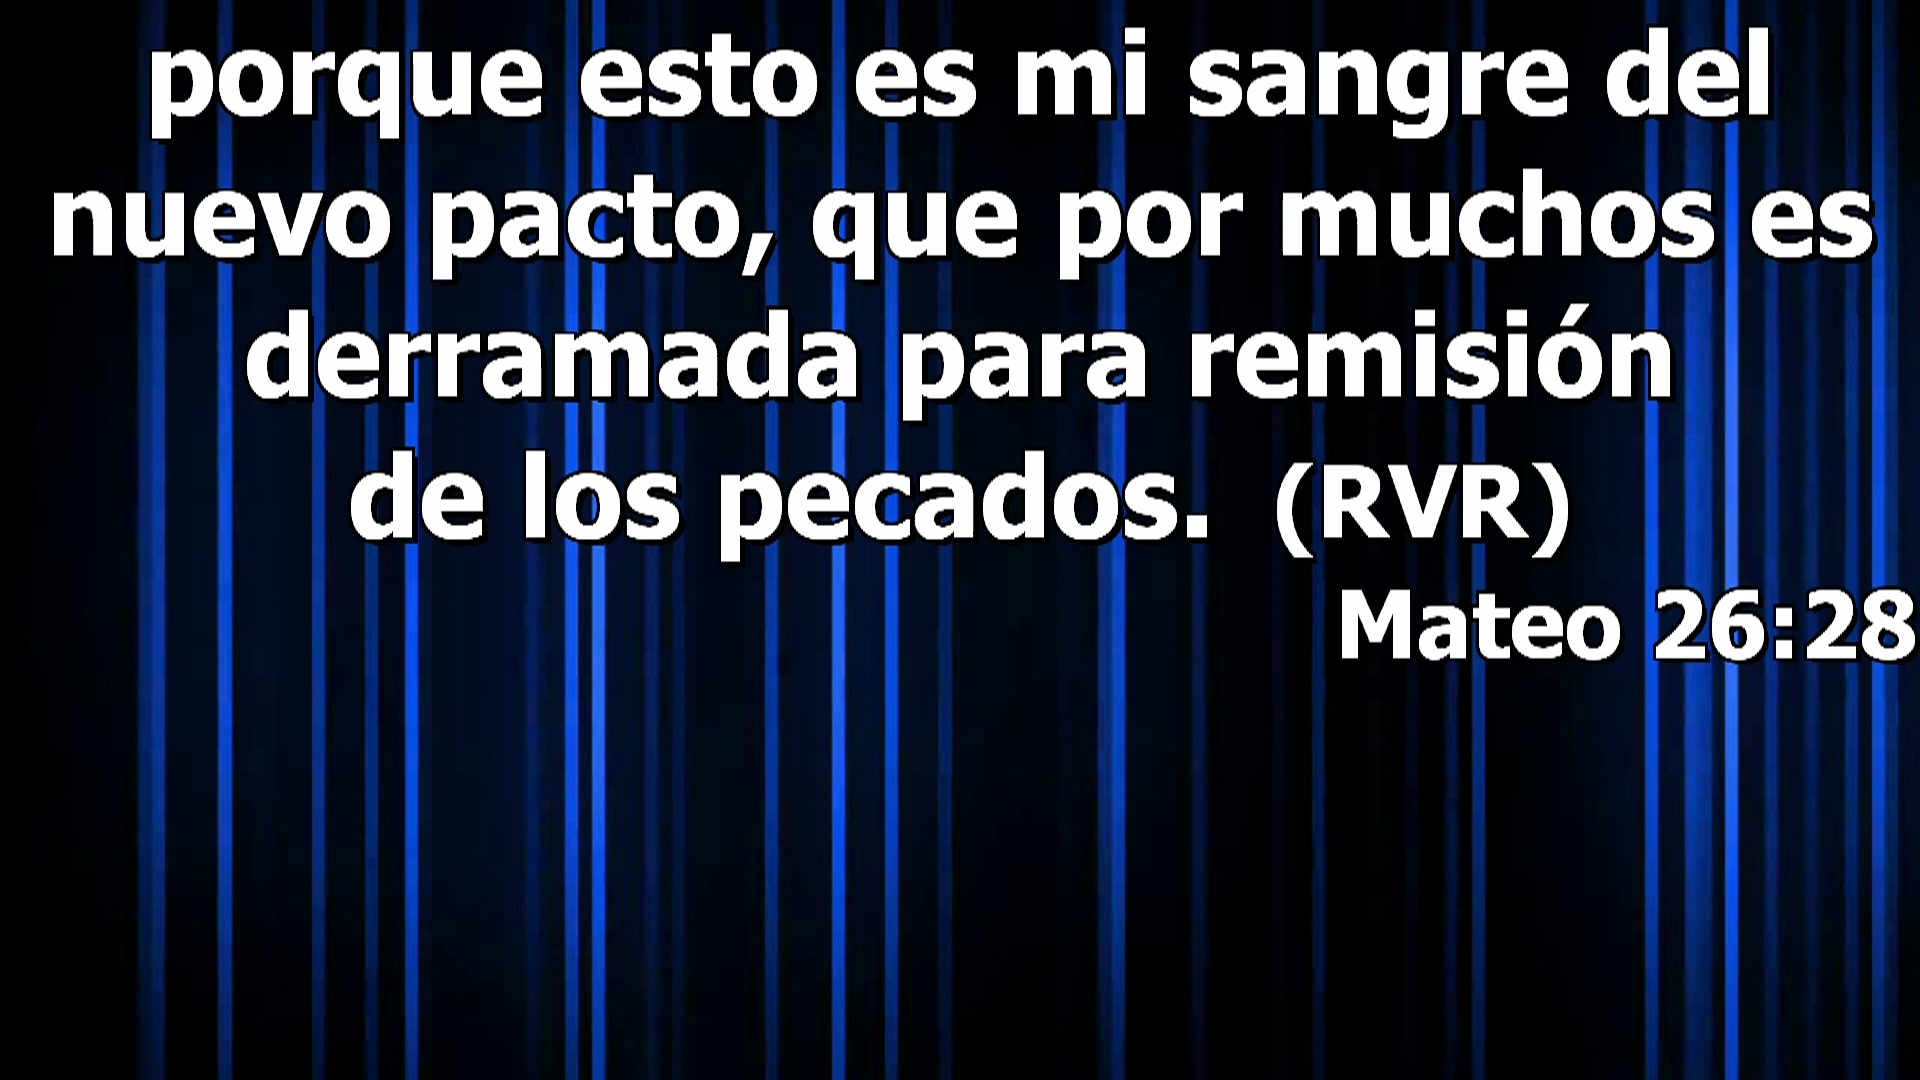 porque esto es mi sangre del
nuevo pacto, que por muchos es
derramada para remisión
de los pecados. (RVR)
Mateo 26:28